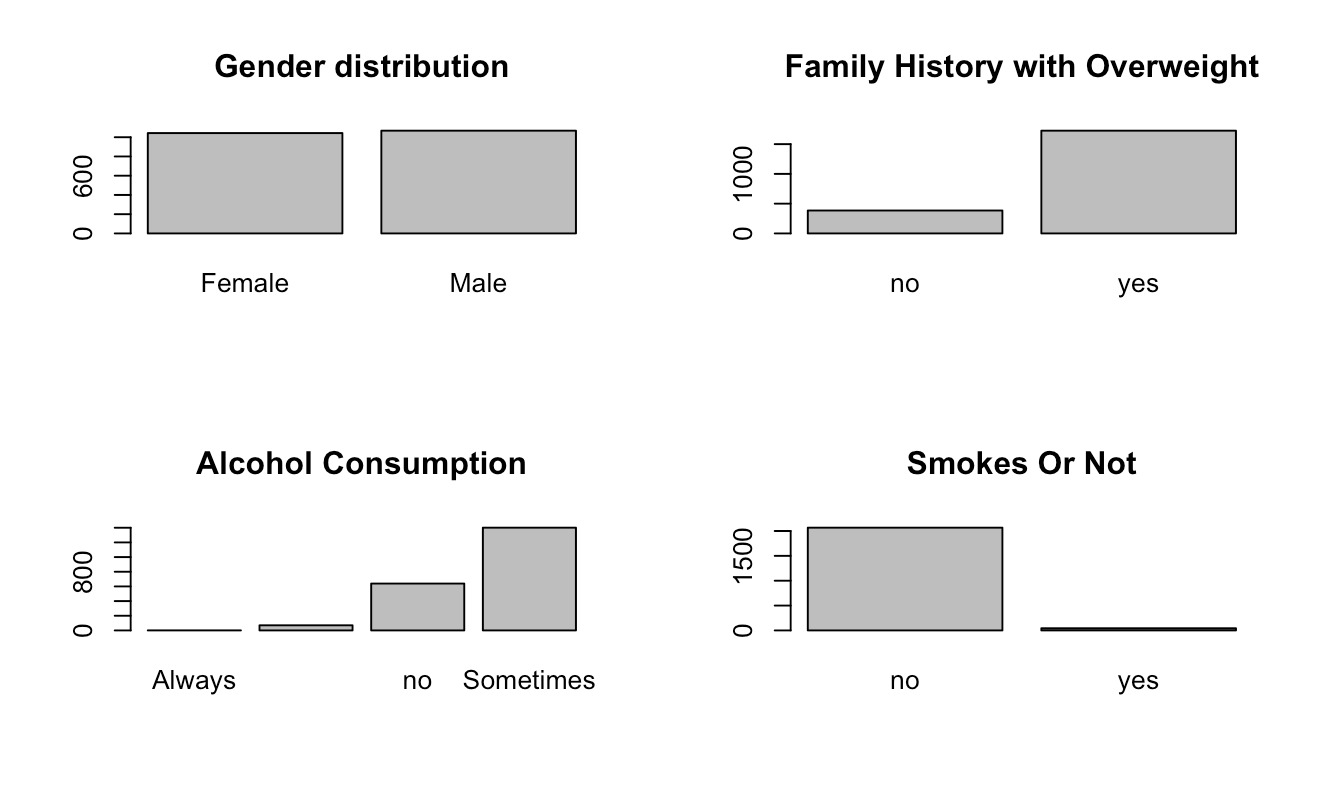 Gender distribution
600
0
Female Male
Family History with Overweight
1000
0
no yes
Alcohol Consumption
800
0
Always no Sometimes
Smokes Or Not
1500
0
no yes